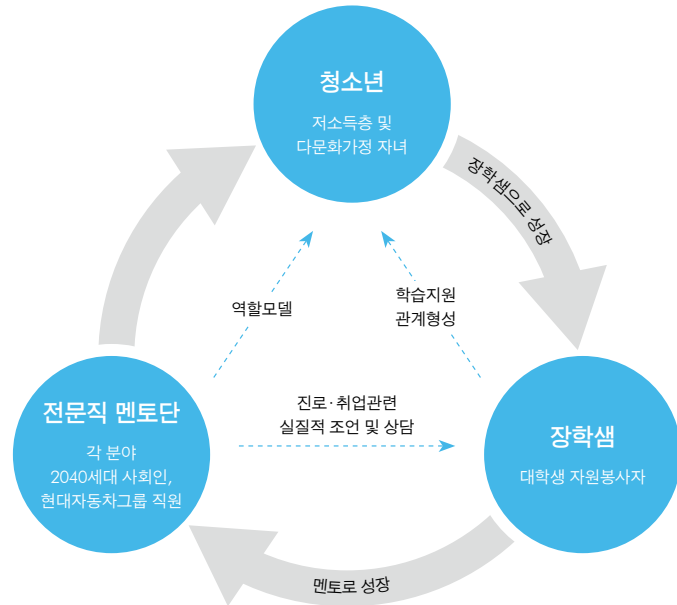 청소년
저소득층 및
다문화가정 자녀
장학샘으로 성장
역할모델
학습지원
관계형성
전문직 멘토단
각 분야
2040세대 사회인,
현대자동차그룹 직원
진로·취업관련
실질적 조언 및 상담
장학샘
대학생 자원봉사자
멘토로 성장